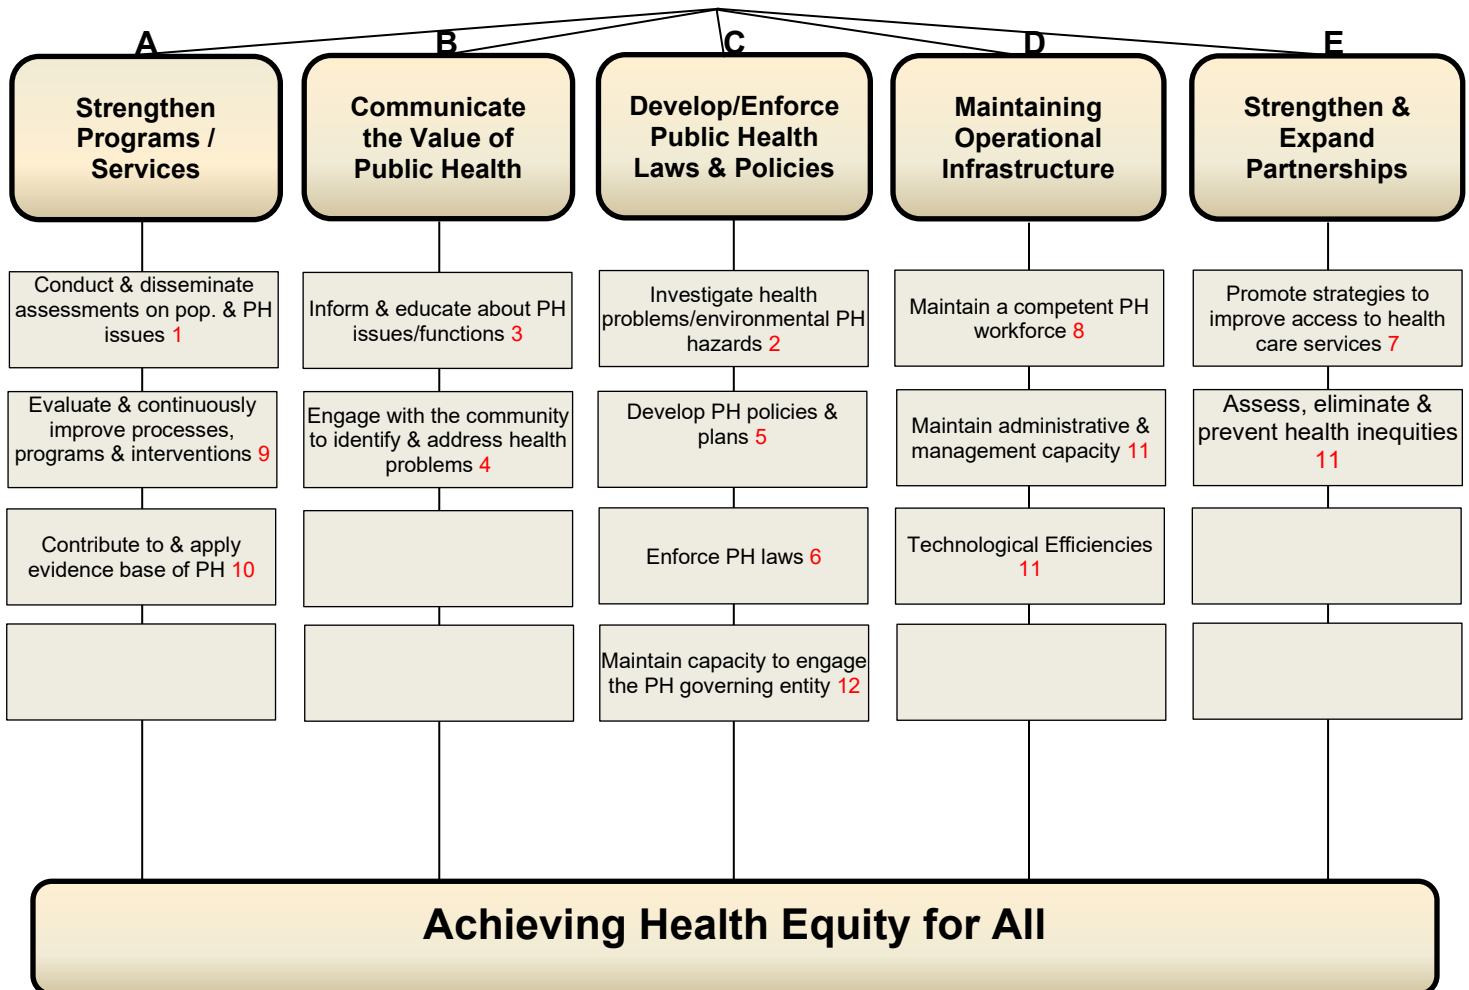 A
Strengthen
Programs /
Services
Conduct & disseminate
assessments on pop. & PH
issues 1
Evaluate & continuously
improve processes,
programs & interventions 9
Contribute to & apply
evidence base of PH 10
B
Communicate
the Value of
Public Health
Inform & educate about PH
issues/functions 3
Engage with the community
to identify & address health
problems 4
C
Develop/Enforce
Public Health
Laws & Policies
Investigate health
problems/environmental PH
hazards 2
Develop PH policies &
plans 5
Enforce PH laws 6
Maintain capacity to engage
the PH governing entity 12
D
Maintaining
Operational
Infrastructure
Maintain a competent PH
workforce 8
Maintain administrative &
management capacity 11
Technological Efficiencies
11
E
Strengthen &
Expand
Partnerships
Promote strategies to
improve access to health
care services 7
Assess, eliminate &
prevent health inequities
11
Achieving Health Equity for All